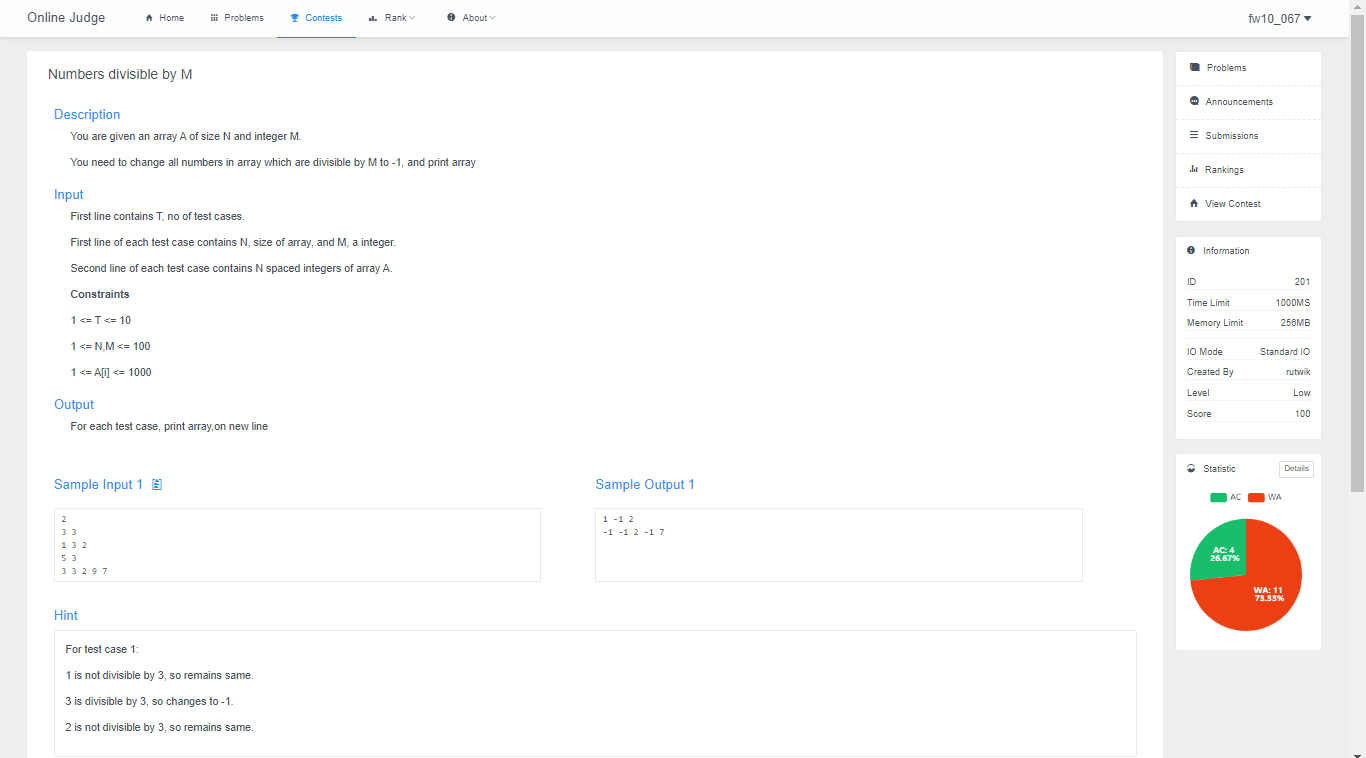 Online Judge
Home
Problems
Contests
Rank
About
fw10_067
Numbers divisible by M
Description
You are given an array A of size N and integer M.
You need to change all numbers in array which are divisible by M to -1, and print array
Input
First line contains T, no of test cases.
First line of each test case contains N, size of array, and M, a integer.
Second line of each test case contains N spaced integers of array A.
Constraints
1 <= T <= 10
1 <= N,M <= 100
1 <= A[i] <= 1000
Output
For each test case, print array,on new line
Sample Input 1
2
3 3
1 3 2
5 3
3 3 2 9 7
Sample Output 1
1 -1 2
-1 -1 2 -1 7
Hint
For test case 1:
1 is not divisible by 3, so remains same.
3 is divisible by 3, so changes to -1.
2 is not divisible by 3, so remains same.
Problems
Announcements
Submissions
Rankings
View Contest
Information
ID 201
Time Limit 1000MS
Memory Limit 256MB
IO Mode Standard IO
Created By rutwik
Level Low
Score 100
Statistic Details
AC WA
AC: 4
26.67%
WA: 11
73.33%